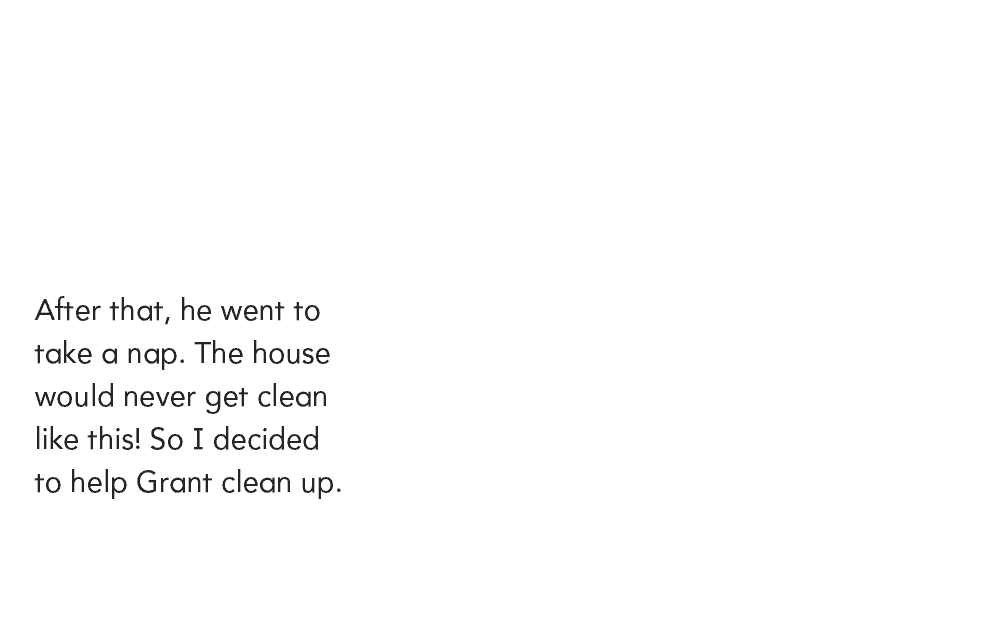 After that, he went to
take a nap. The house
would never get clean
like this! So I decided
to help Grant clean up.